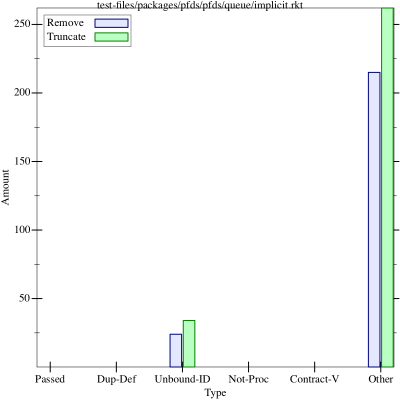 test-files/packages/pfds/pfds/queue/implicit.rkt
Remove
Truncate
250
200
150
100
50
Amount
Passed Dup-Def Unbound-ID Not-Proc Contract-V Other
Type